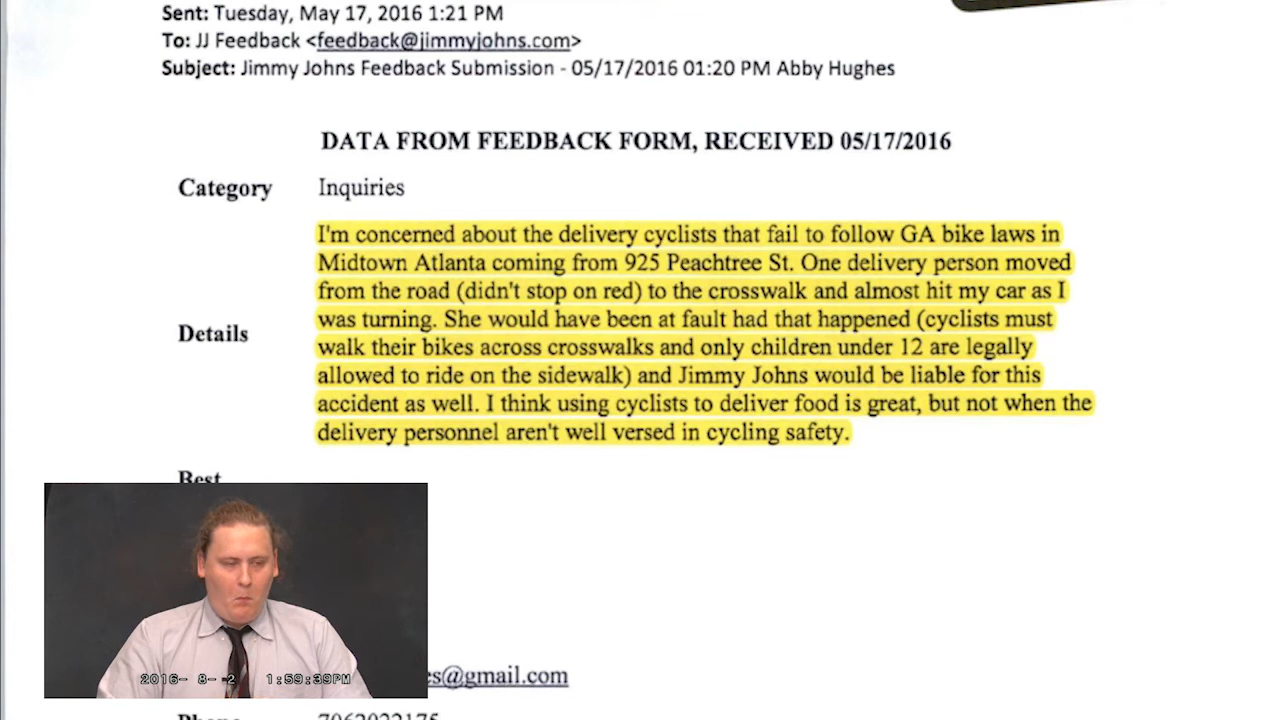 Sent: Tuesday, May 17, 2016 1:21 PM
To: JJ Feedback <feedback@jimmyjohns.com>
Subject: Jimmy Johns Feedback Submission - 05/17/2016 01:20 PM Abby Hughes
DATA FROM FEEDBACK FORM, RECEIVED 05/17/2016
Category Inquiries
I'm concerned about the delivery cyclists that fail to follow GA bike laws in
Midtown Atlanta coming from 925 Peachtree St. One delivery person moved
from the road (didn't stop on red) to the crosswalk and almost hit my car as I
was turning. She would have been at fault had that happened (cyclists must
Details
walk their bikes across crosswalks and only children under 12 are legally
allowed to ride on the sidewalk) and Jimmy Johns would be liable for this
accident as well. I think using cyclists to deliver food is great, but not when the
delivery personnel aren't well versed in cycling safety.
Best
es@gmail.com
2016- 8- 2 1:59:39PM
Phone 7062022175